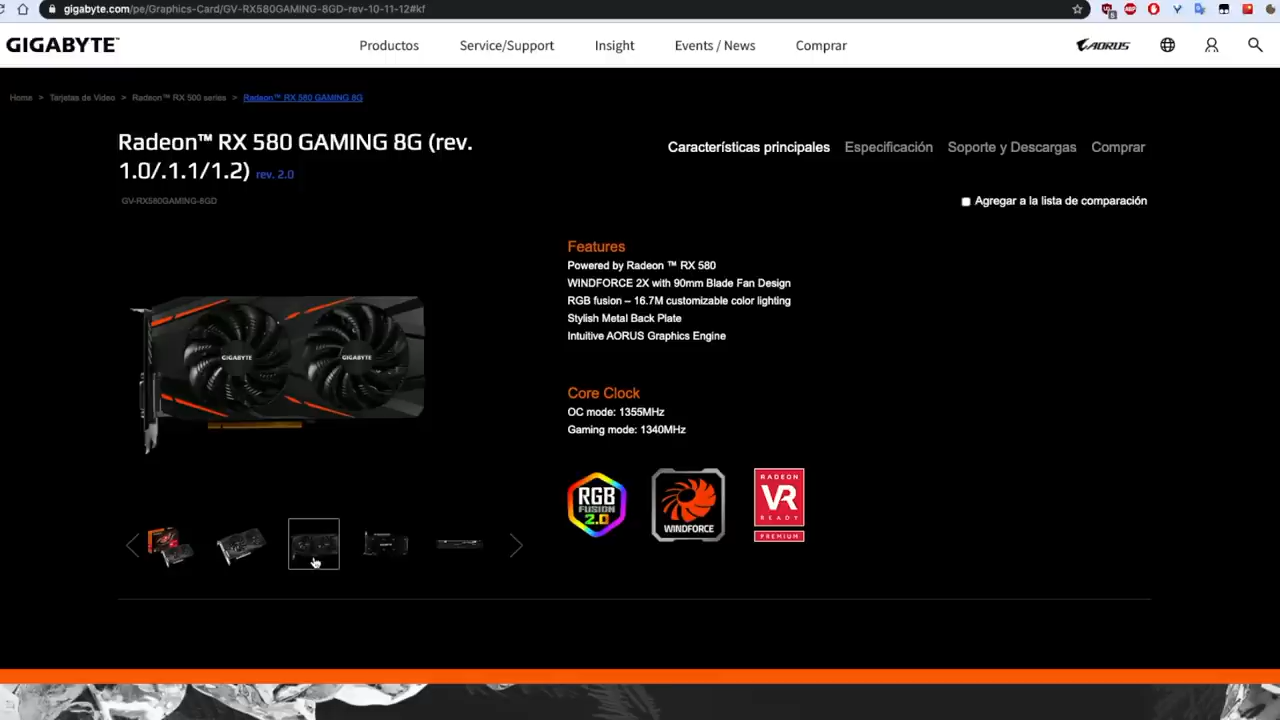 gigabyte.com/pe/Graphics-Card/GV-RX580GAMING-8GD-rev-10-11-12#kf
GIGABYTE™
Productos
Service/Support
Insight
Events / News
Comprar
AORUS
Home > Tarjetas de Video > Radeon™ RX 500 series > Radeon™ RX 580 GAMING 8G
Radeon™ RX 580 GAMING 8G (rev.
1.0/.1.1/1.2) rev. 2.0
GV-RX580GAMING-8GD
Características principales
Especificación
Soporte y Descargas
Comprar
Agregar a la lista de comparación
Features
Powered by Radeon ™ RX 580
WINDFORCE 2X with 90mm Blade Fan Design
RGB fusion – 16.7M customizable color lighting
Stylish Metal Back Plate
Intuitive AORUS Graphics Engine
GIGABYTE
GIGABYTE
Core Clock
OC mode: 1355MHz
Gaming mode: 1340MHz
RGB
FUSION
2.0
WINDFORCE
RADEON
VR
READY
PREMIUM